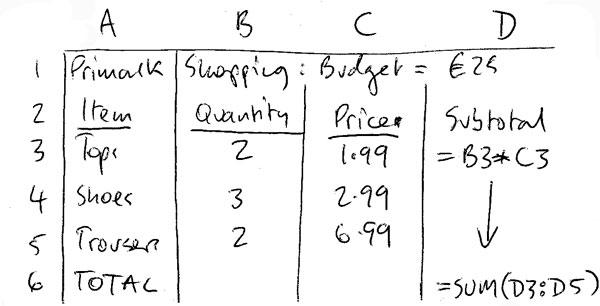 A B C D
1 Primark Shopping: Budget = €25
2 Item Quantity Price Subtotal
3 Tops 2 1.99 =B3*C3
4 Shoes 3 2.99
5 Trousers 2 6.99
6 TOTAL =SUM(D3:D5)